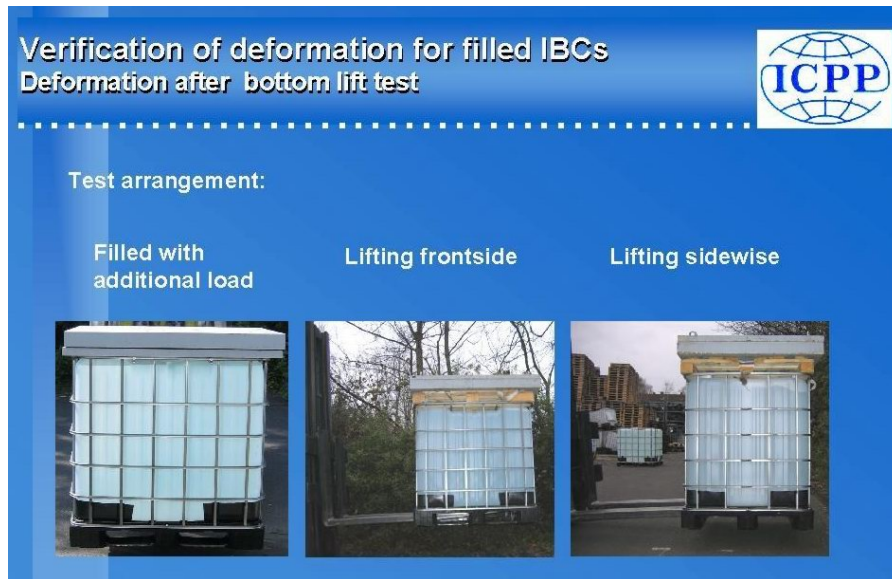 Verification of deformation for filled IBCs
Deformation after bottom lift test
ICPP
Test arrangement:
Filled with
additional load
Lifting frontside
Lifting sidewise